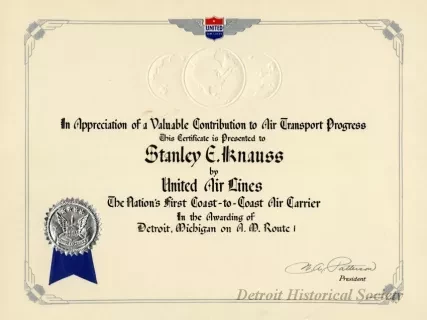 UNITED
In Appreciation of a Valuable Contribution to Air Transport Progress
This Certificate is Presented to
Stanley E. Knauss
by
United Air Lines
The Nation's First Coast-to-Coast Air Carrier
In the Awarding of
Detroit, Michigan on A. M. Route 1
W. A. Patterson
President
Detroit Historical Society